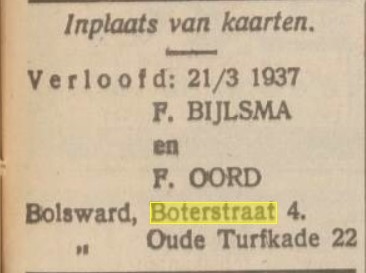 Inplaats van kaarten.
Verloofd: 21/3 1937
F. BIJLSMA
en
F. OORD
Bolsward, Boterstraat 4.
„ Oude Turfkade 22